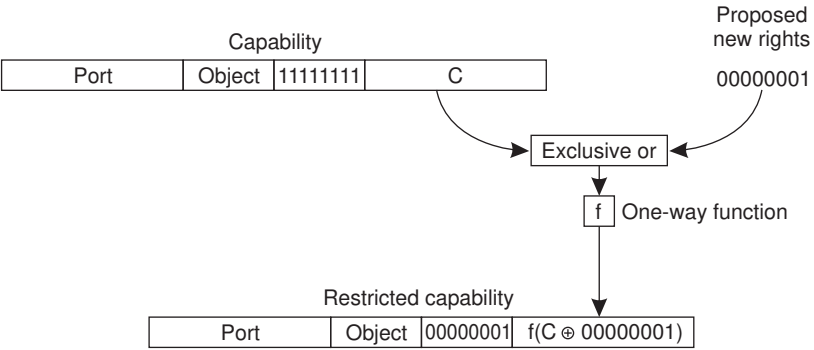 Proposed
new rights
Capability
Port Object 11111111 C
00000001
Exclusive or
f One-way function
Restricted capability
Port Object 00000001 f(C ⊕ 00000001)